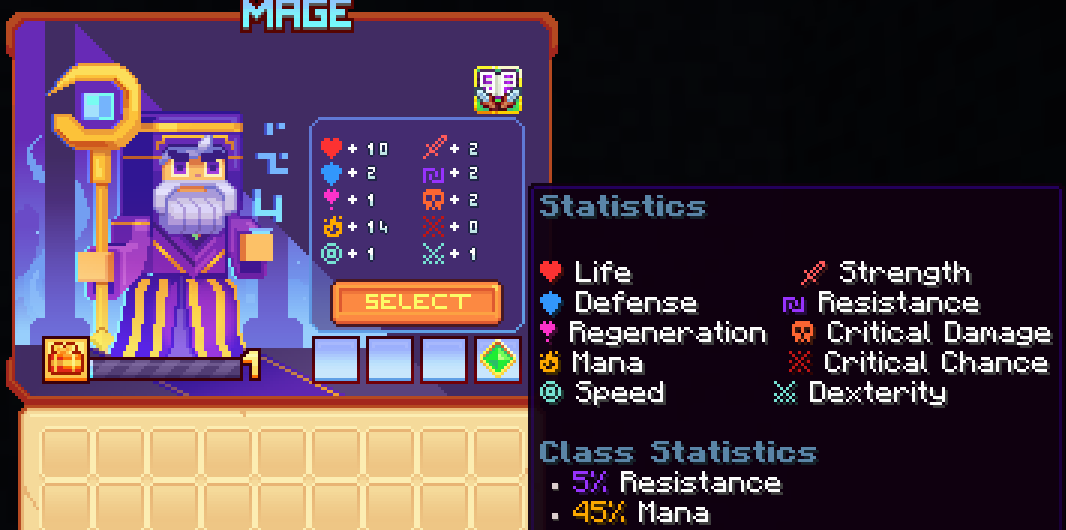 MAGE
+ 10 + 2
+ 2 + 2
+ 1 + 2
+ 14 + 0
+ 1 + 1
SELECT
1
Statistics
Life Strength
Defense Resistance
Regeneration Critical Damage
Mana Critical Chance
Speed Dexterity
Class Statistics
• 5% Resistance
• 45% Mana